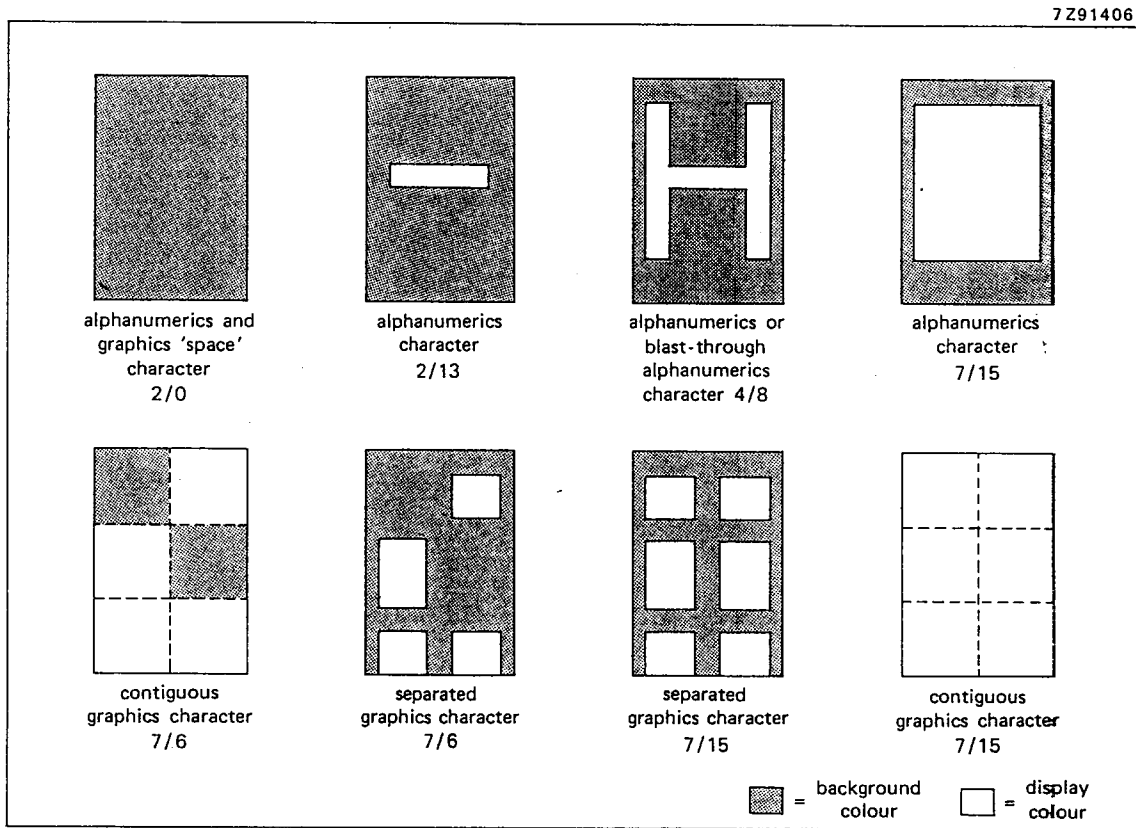 7Z91406
alphanumerics and
graphics 'space'
character
2/0
alphanumerics
character
2/13
alphanumerics or
blast-through
alphanumerics
character 4/8
alphanumerics
character
7/15
contiguous
graphics character
7/6
separated
graphics character
7/6
separated
graphics character
7/15
contiguous
graphics character
7/15
= background
colour
= display
colour